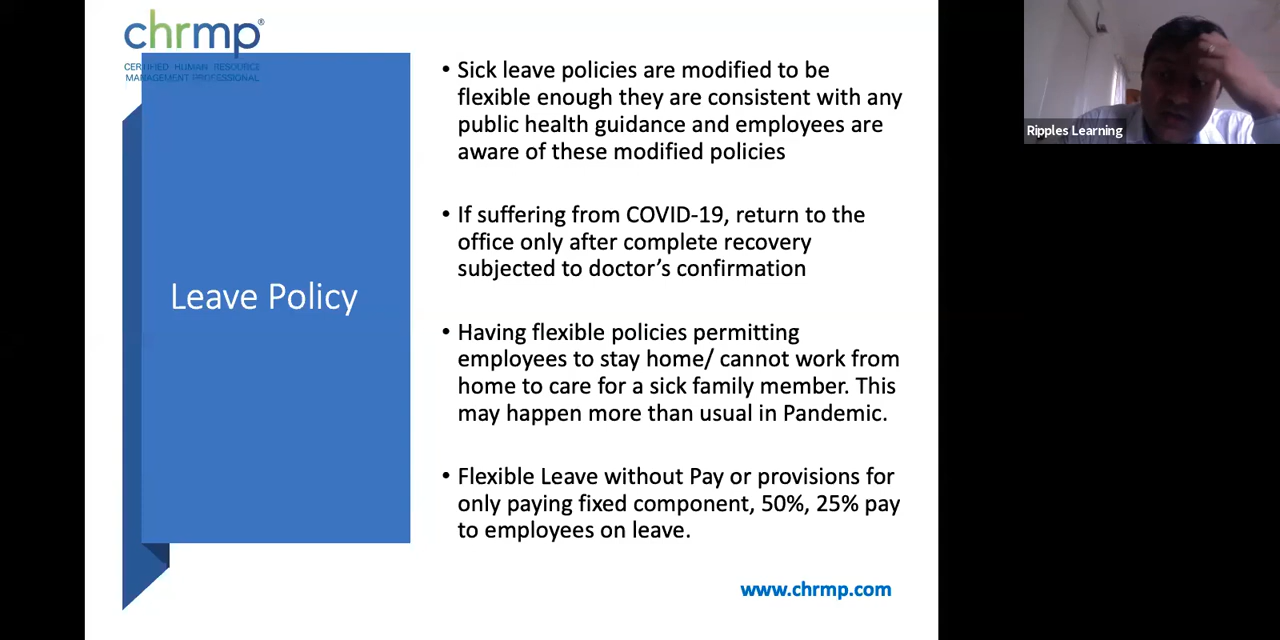 chrmp®
CERTIFIED HUMAN RESOURCE
MANAGEMENT PROFESSIONAL
Leave Policy
• Sick leave policies are modified to be
flexible enough they are consistent with any
public health guidance and employees are
aware of these modified policies
• If suffering from COVID-19, return to the
office only after complete recovery
subjected to doctor's confirmation
• Having flexible policies permitting
employees to stay home/ cannot work from
home to care for a sick family member. This
may happen more than usual in Pandemic.
• Flexible Leave without Pay or provisions for
only paying fixed component, 50%, 25% pay
to employees on leave.
www.chrmp.com
Ripples Learning